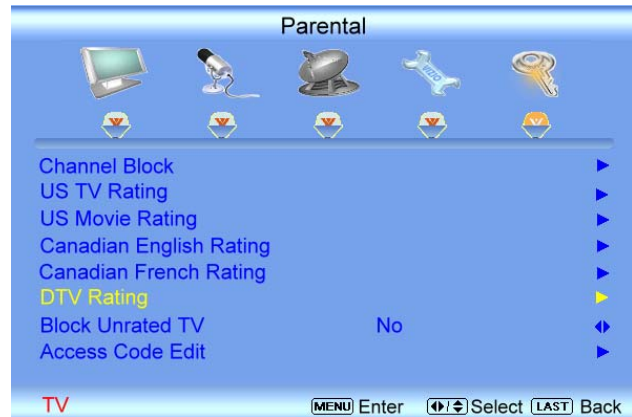 Parental
VIZIO
Channel Block
US TV Rating
US Movie Rating
Canadian English Rating
Canadian French Rating
DTV Rating
Block Unrated TV No
Access Code Edit
TV MENU Enter Select LAST Back